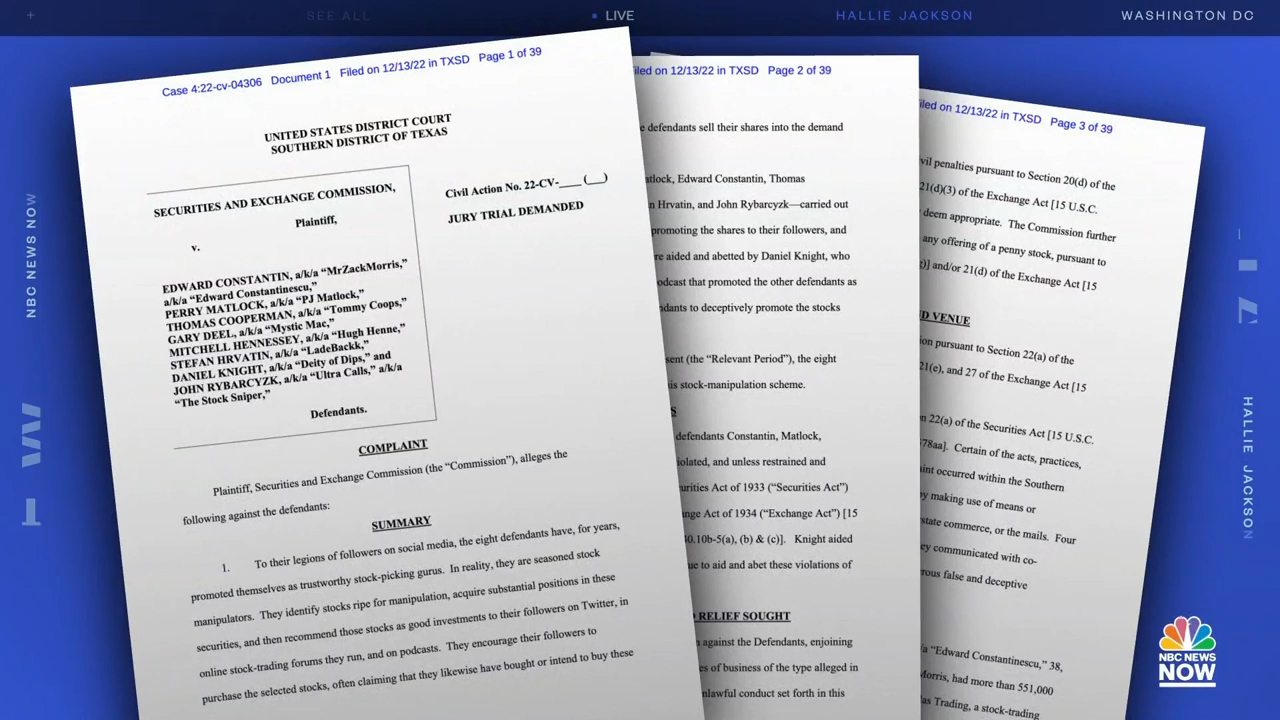 SEE ALL
LIVE
HALLIE JACKSON
WASHINGTON DC
NBC NEWS NOW
Case 4:22-cv-04306 Document 1 Filed on 12/13/22 in TXSD Page 1 of 39
UNITED STATES DISTRICT COURT
SOUTHERN DISTRICT OF TEXAS
SECURITIES AND EXCHANGE COMMISSION,
Plaintiff,
v.
EDWARD CONSTANTIN, a/k/a “MrZackMorris,”
a/k/a “Edward Constantinescu,”
PERRY MATLOCK, a/k/a “PJ Matlock,”
THOMAS COOPERMAN, a/k/a “Tommy Coops,”
GARY DEEL, a/k/a “Mystic Mac,”
MITCHELL HENNESSEY, a/k/a “Hugh Henne,”
STEFAN HRVATIN, a/k/a “LadeBackk,”
DANIEL KNIGHT, a/k/a “Deity of Dips,” and
JOHN RYBARCYZK, a/k/a “Ultra Calls,” a/k/a
“The Stock Sniper,”
Defendants.
Civil Action No. 22-CV-____ (__)
JURY TRIAL DEMANDED
COMPLAINT
Plaintiff, Securities and Exchange Commission (the “Commission”), alleges the
following against the defendants:
SUMMARY
1. To their legions of followers on social media, the eight defendants have, for years,
promoted themselves as trustworthy stock-picking gurus. In reality, they are seasoned stock
manipulators. They identify stocks ripe for manipulation, acquire substantial positions in these
securities, and then recommend those stocks as good investments to their followers on Twitter, in
online stock-trading forums they run, and on podcasts. They encourage their followers to
purchase the selected stocks, often claiming that they likewise have bought or intend to buy these
iled on 12/13/22 in TXSD Page 2 of 39
defendants sell their shares into the demand
tlock, Edward Constantin, Thomas
n Hrvatin, and John Rybarczyk—carried out
promoting the shares to their followers, and
re aided and abetted by Daniel Knight, who
odcast that promoted the other defendants as
dants to deceptively promote the stocks
sent (the “Relevant Period”), the eight
is stock-manipulation scheme.
S
defendants Constantin, Matlock,
iolated, and unless restrained and
urities Act of 1933 (“Securities Act”)
nge Act of 1934 (“Exchange Act”) [15
0.10b-5(a), (b) & (c)]. Knight aided
ue to aid and abet these violations of
RELIEF SOUGHT
against the Defendants, enjoining
es of business of the type alleged in
nlawful conduct set forth in this
iled on 12/13/22 in TXSD Page 3 of 39
vil penalties pursuant to Section 20(d) of the
21(d)(3) of the Exchange Act [15 U.S.C.
deem appropriate. The Commission further
any offering of a penny stock, pursuant to
)] and/or 21(d) of the Exchange Act [15
D VENUE
on pursuant to Section 22(a) of the
21(e), and 27 of the Exchange Act [15
n 22(a) of the Securities Act [15 U.S.C.
78aa]. Certain of the acts, practices,
int occurred within the Southern
by making use of means or
state commerce, or the mails. Four
ey communicated with co-
rous false and deceptive
a “Edward Constantinescu,” 38,
Morris, had more than 551,000
as Trading, a stock-trading
HALLIE JACKSON
NBC NEWS
NOW